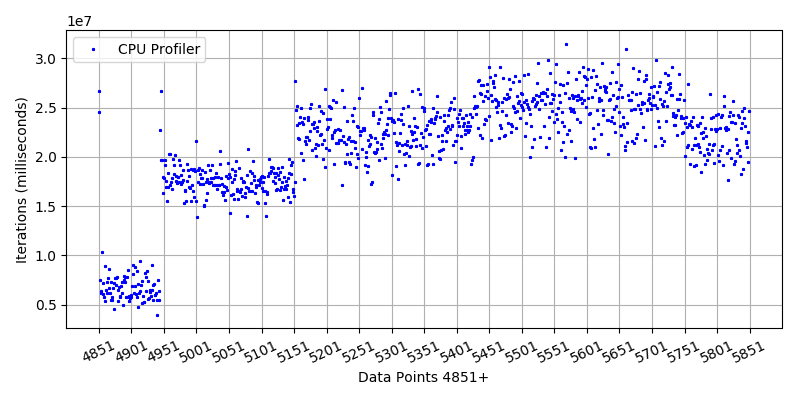 1e7
CPU Profiler
3.0
2.5
2.0
1.5
1.0
0.5
Iterations (milliseconds)
4851 4901 4951 5001 5051 5101 5151 5201 5251 5301 5351 5401 5451 5501 5551 5601 5651 5701 5751 5801 5851
Data Points 4851+